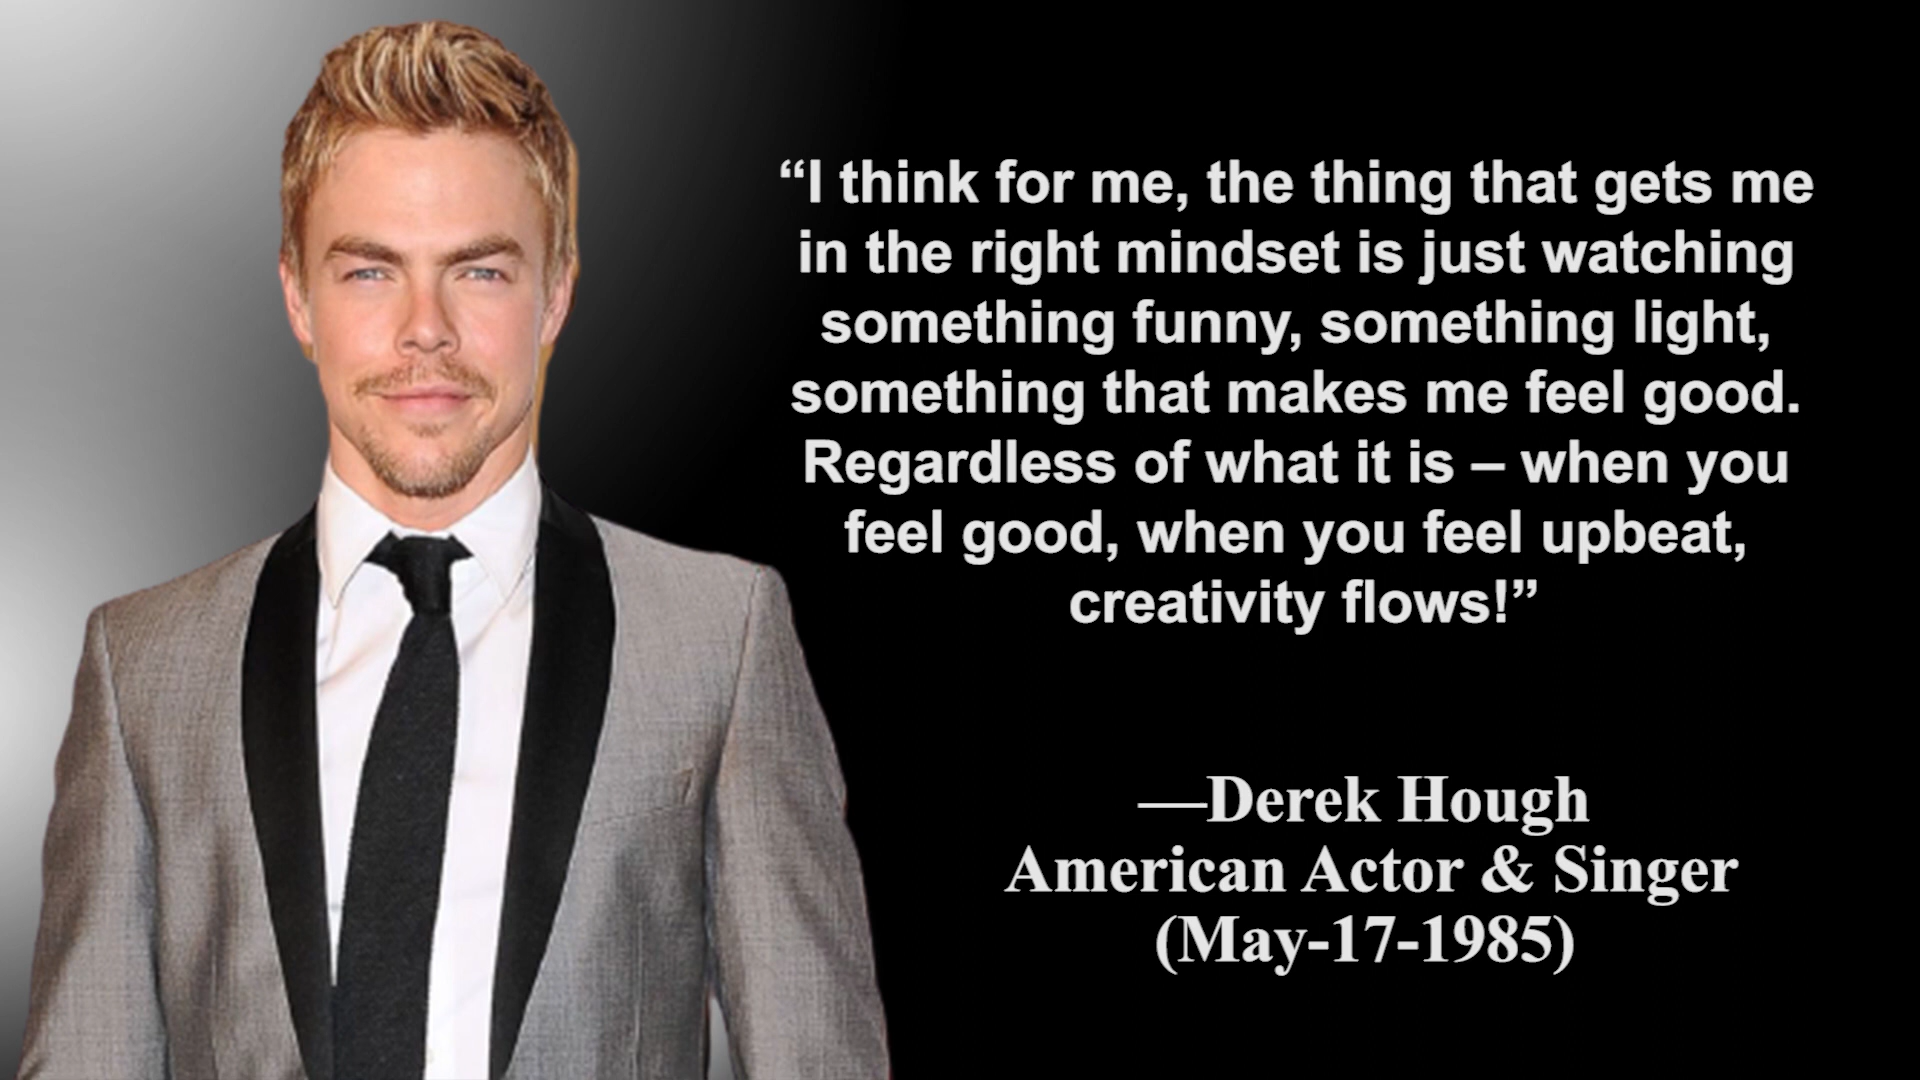 “I think for me, the thing that gets me
in the right mindset is just watching
something funny, something light,
something that makes me feel good.
Regardless of what it is – when you
feel good, when you feel upbeat,
creativity flows!”
—Derek Hough
American Actor & Singer
(May-17-1985)